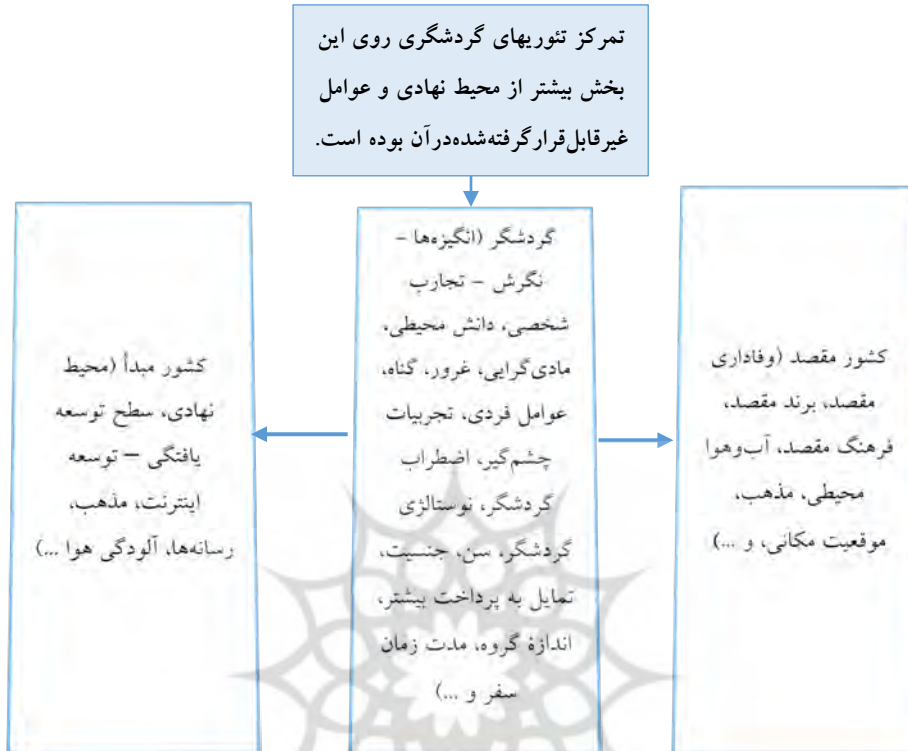 تمرکز تئوریهای گردشگری روی این
بخش بیشتر از محیط نهادی و عوامل
غیرقابل‌قرارگرفته‌شده‌درآن بوده است.
کشور مقصد (وفاداری
مقصد، برند مقصد،
فرهنگ مقصد، آب‌وهوا
محیطی، مذهب،
موقعیت مکانی، و ...)
گردشگر (انگیزه‌ها –
نگرش – تجارب
شخصی، دانش محیطی،
مادی‌گرایی، غرور، گناه،
عوامل فردی، تجربیات
چشم‌گیر، اضطراب
گردشگر، نوستالژی
گردشگر، سن، جنسیت،
تمایل به پرداخت بیشتر،
اندازۀ گروه، مدت زمان
سفر و ...)
کشور مبدأ (محیط
نهادی، سطح توسعه
یافتگی – توسعه
اینترنت، مذهب،
رسانه‌ها، آلودگی هوا ...)